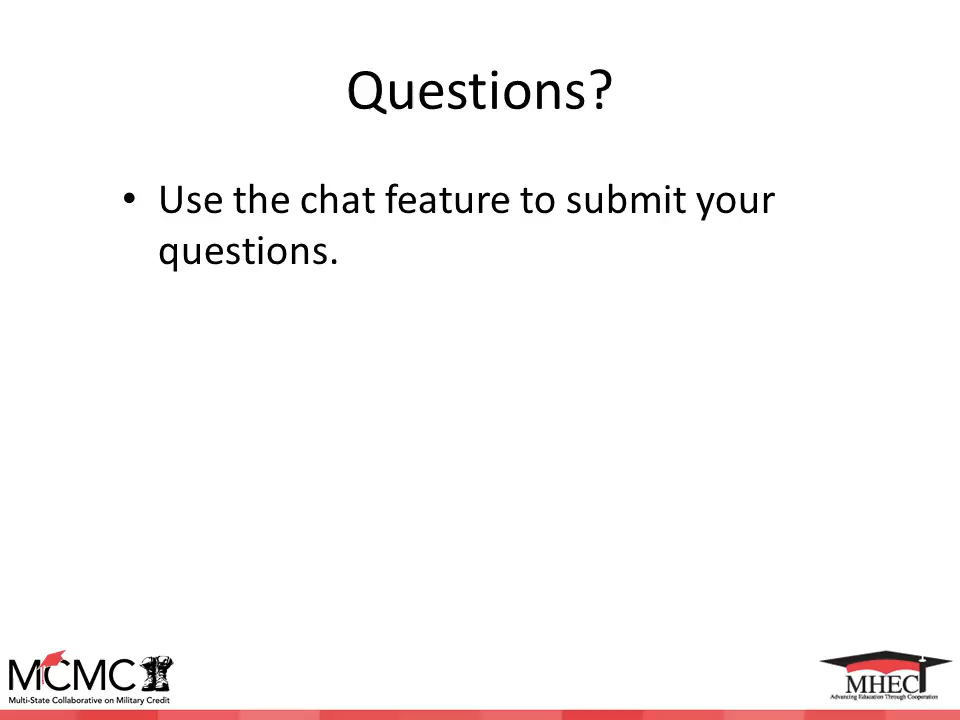 Questions?
• Use the chat feature to submit your
questions.
MCMC
Multi-State Collaborative on Military Credit
MHEC
Advancing Education Through Cooperation